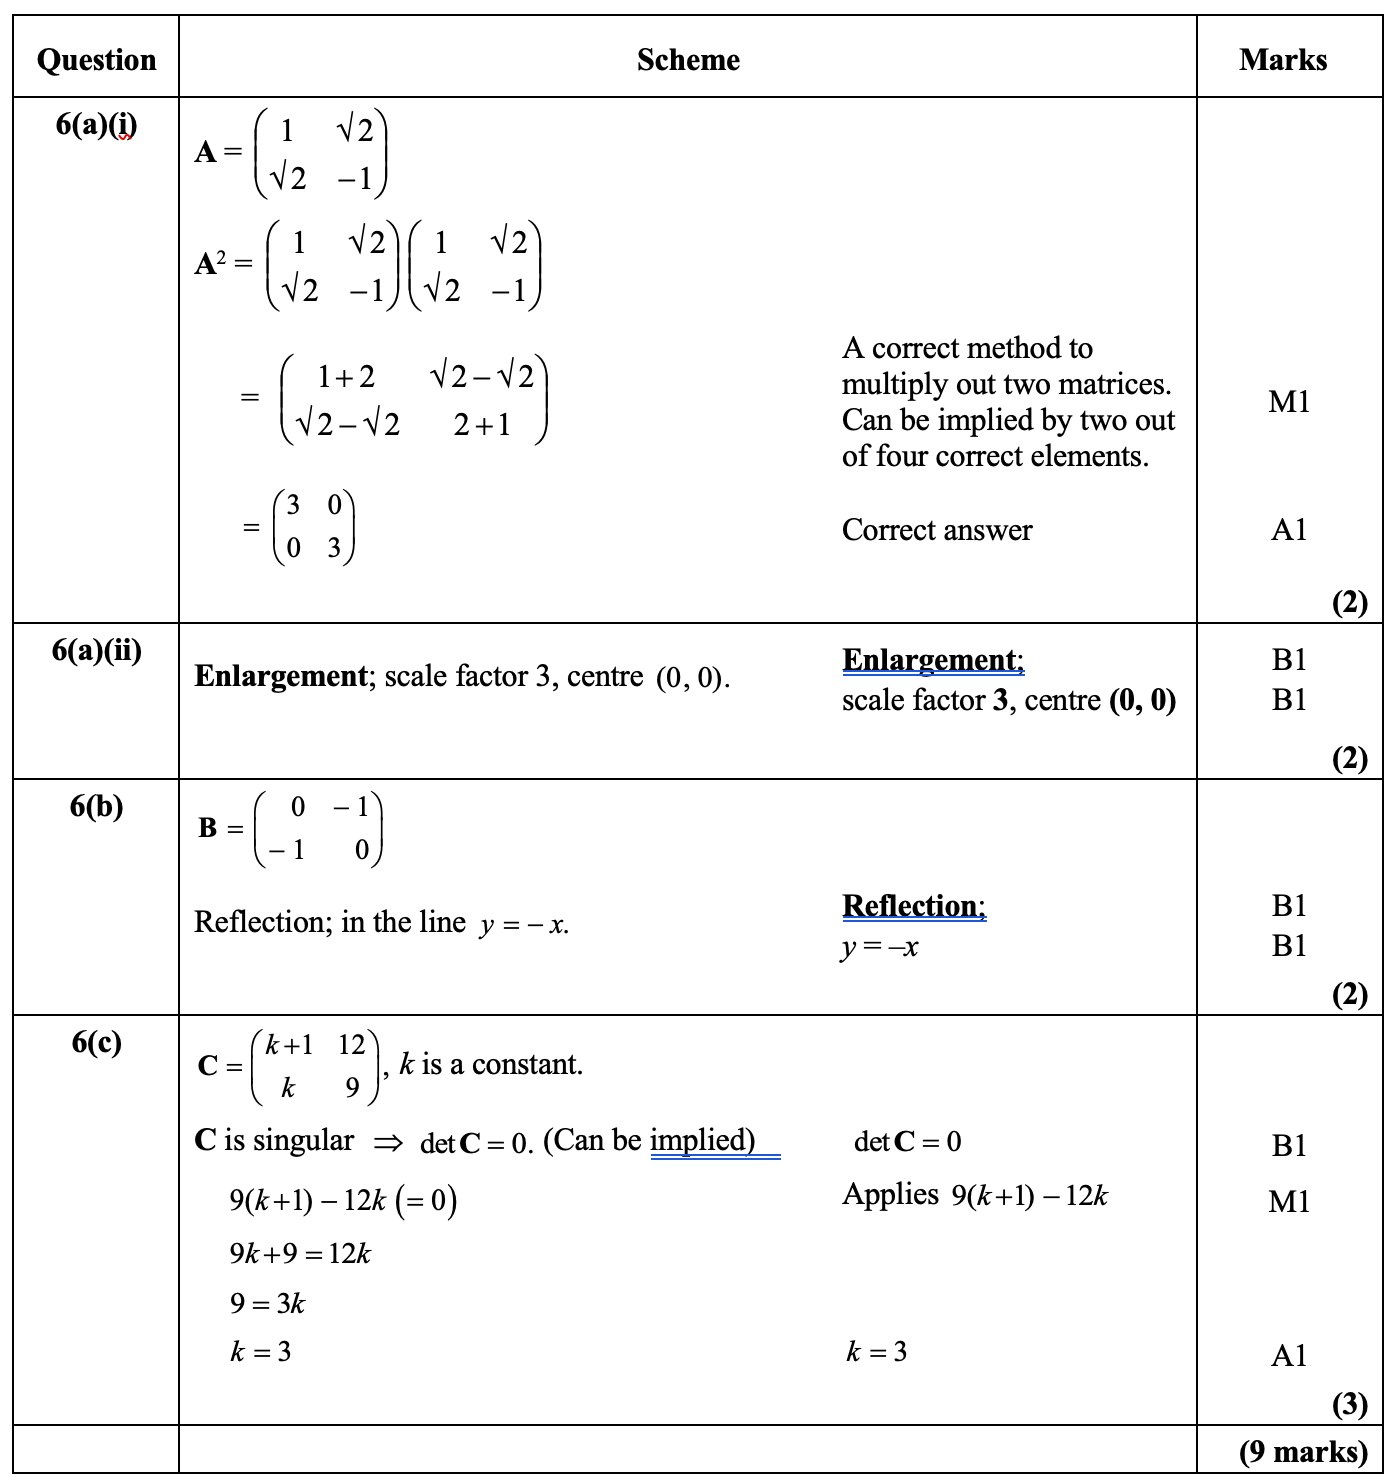 Question Scheme Marks
6(a)(i)
A = ( 1 √2
√2 −1 )
A² = ( 1 √2
√2 −1 ) ( 1 √2
√2 −1 )
= ( 1+2 √2−√2
√2−√2 2+1 )
A correct method to
multiply out two matrices.
Can be implied by two out
of four correct elements.
M1
= ( 3 0
0 3 )
Correct answer A1
(2)
6(a)(ii)
Enlargement; scale factor 3, centre (0, 0).
Enlargement; B1
scale factor 3, centre (0, 0) B1
(2)
6(b)
B = ( 0 −1
−1 0 )
Reflection; in the line y = − x.
Reflection; B1
y = −x B1
(2)
6(c)
C = ( k+1 12
k 9 ), k is a constant.
C is singular ⇒ det C = 0. (Can be implied) det C = 0 B1
9(k+1) − 12k (= 0) Applies 9(k+1) − 12k M1
9k+9 = 12k
9 = 3k
k = 3 k = 3 A1
(3)
(9 marks)